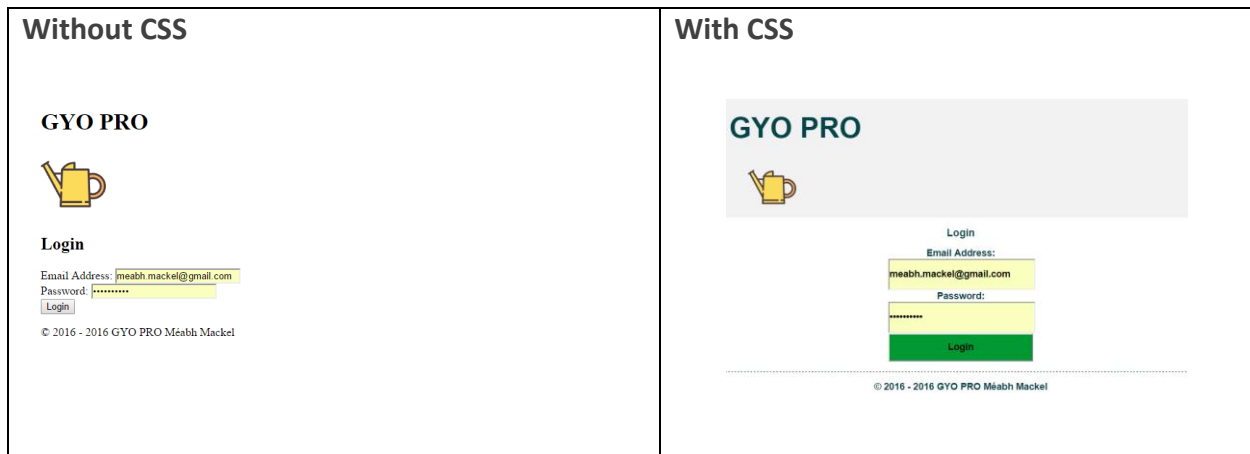 Without CSS
GYO PRO
Login
Email Address: meabh.mackel@gmail.com
Password: ••••••••••
Login
© 2016 - 2016 GYO PRO Méabh Mackel
With CSS
GYO PRO
Login
Email Address:
meabh.mackel@gmail.com
Password:
••••••••••
Login
© 2016 - 2016 GYO PRO Méabh Mackel